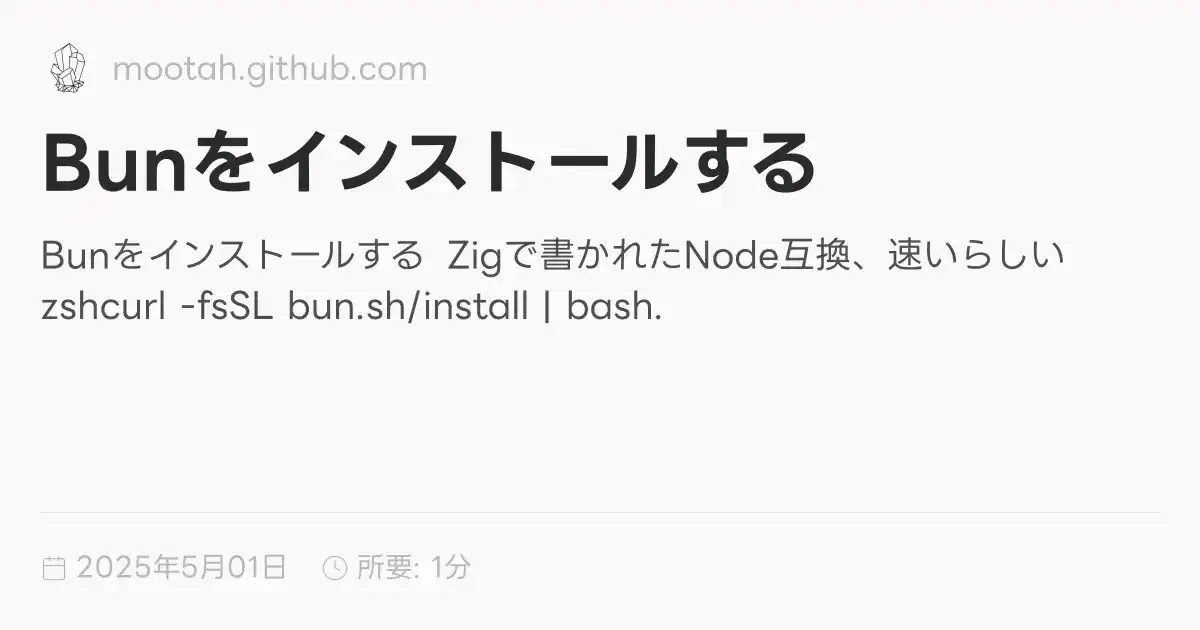 mootah.github.com
Bunをインストールする
Bunをインストールする  Zigで書かれたNode互換、速いらしい
zshcurl -fsSL bun.sh/install | bash.
2025年5月01日 所要: 1分